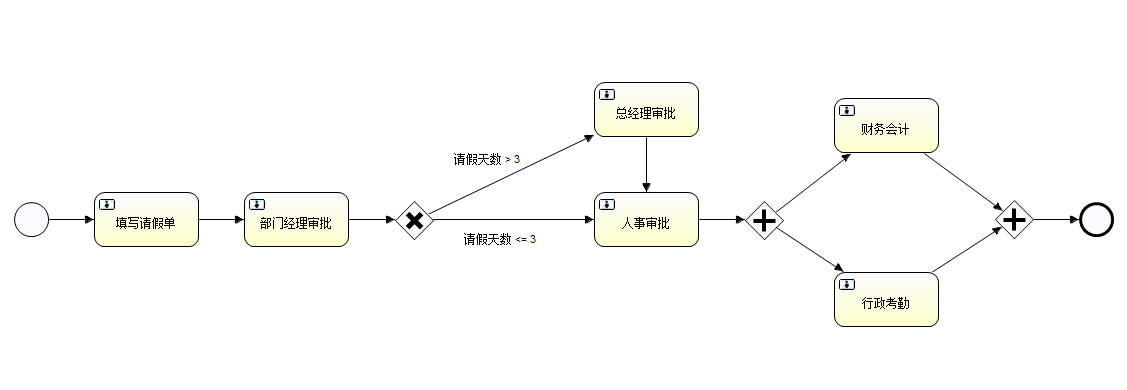 填写请假单
部门经理审批
请假天数 > 3
请假天数 <= 3
总经理审批
人事审批
财务会计
行政考勤